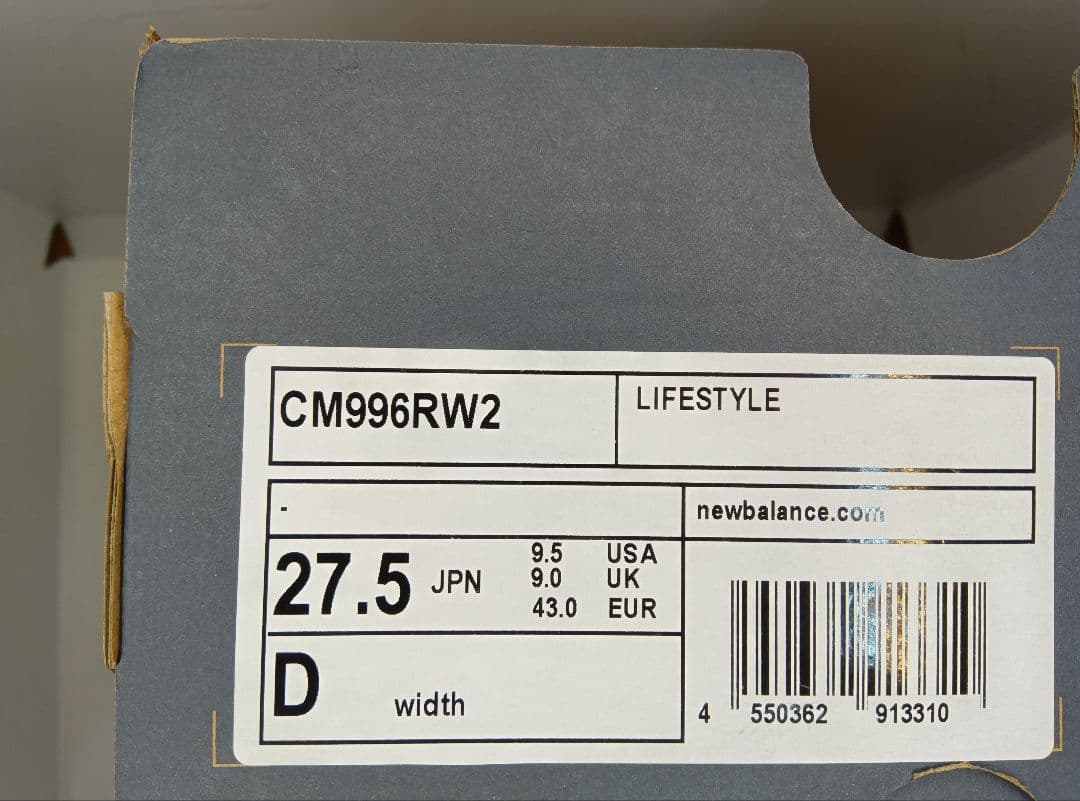 CM996RW2
LIFESTYLE
-
newbalance.com
27.5 JPN
9.5 USA
9.0 UK
43.0 EUR
D width
4 550362 913310